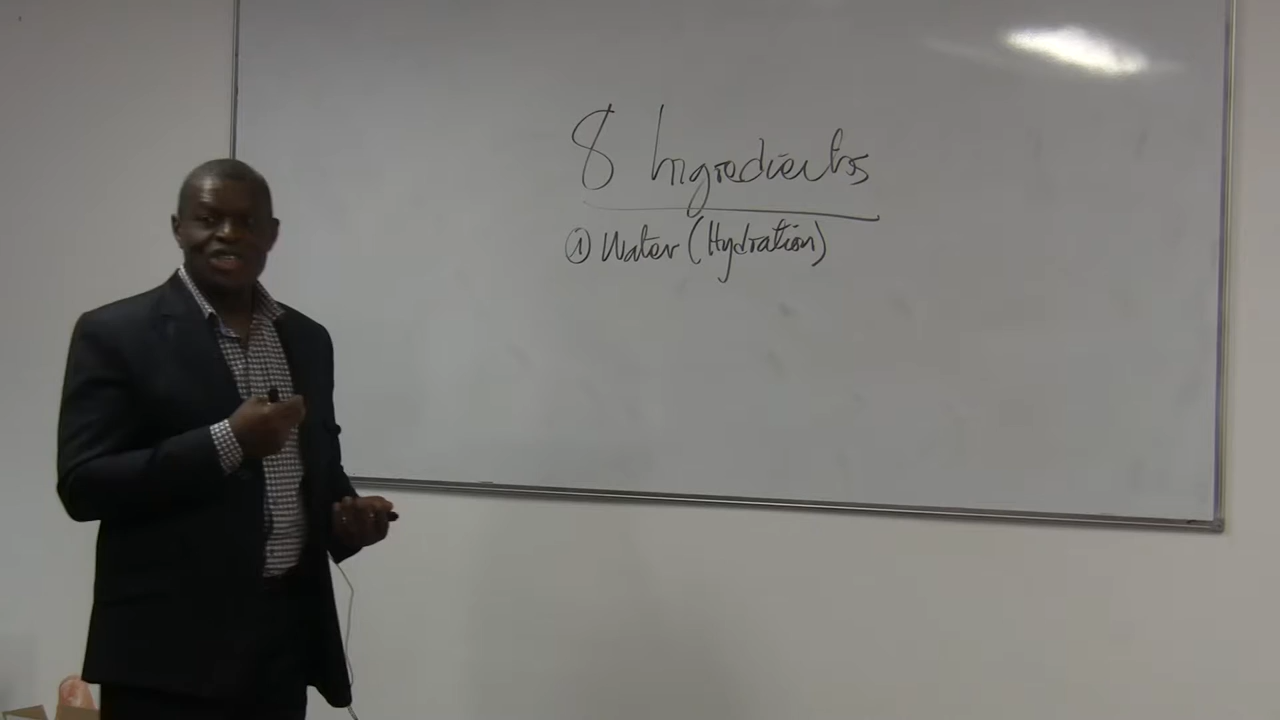 8 Ingredients
① Water (Hydration)